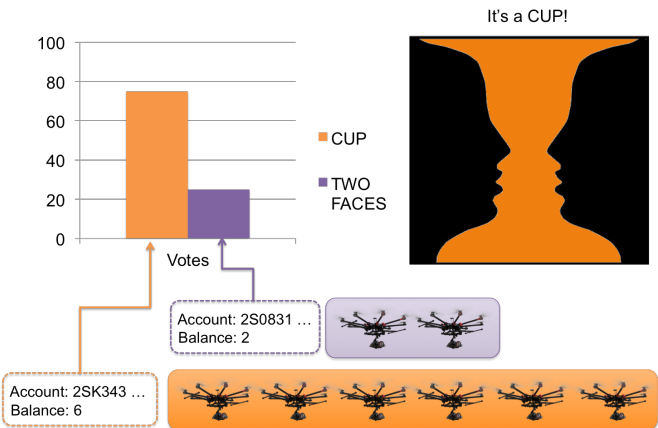 It’s a CUP!
100
80
60
40
20
0
Votes
CUP
TWO
FACES
Account: 2S0831 …
Balance: 2
Account: 2SK343 …
Balance: 6